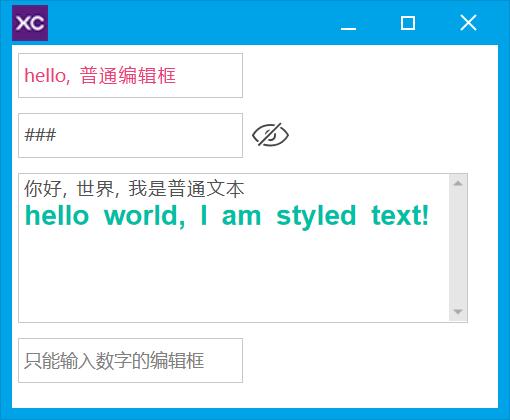 XC
hello, 普通编辑框
###
你好, 世界, 我是普通文本
hello world, I am styled text!
只能输入数字的编辑框